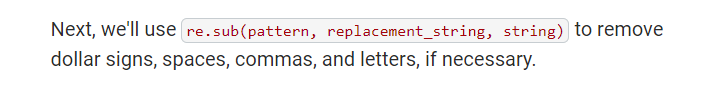 Next, we'll use re.sub(pattern, replacement_string, string) to remove
dollar signs, spaces, commas, and letters, if necessary.